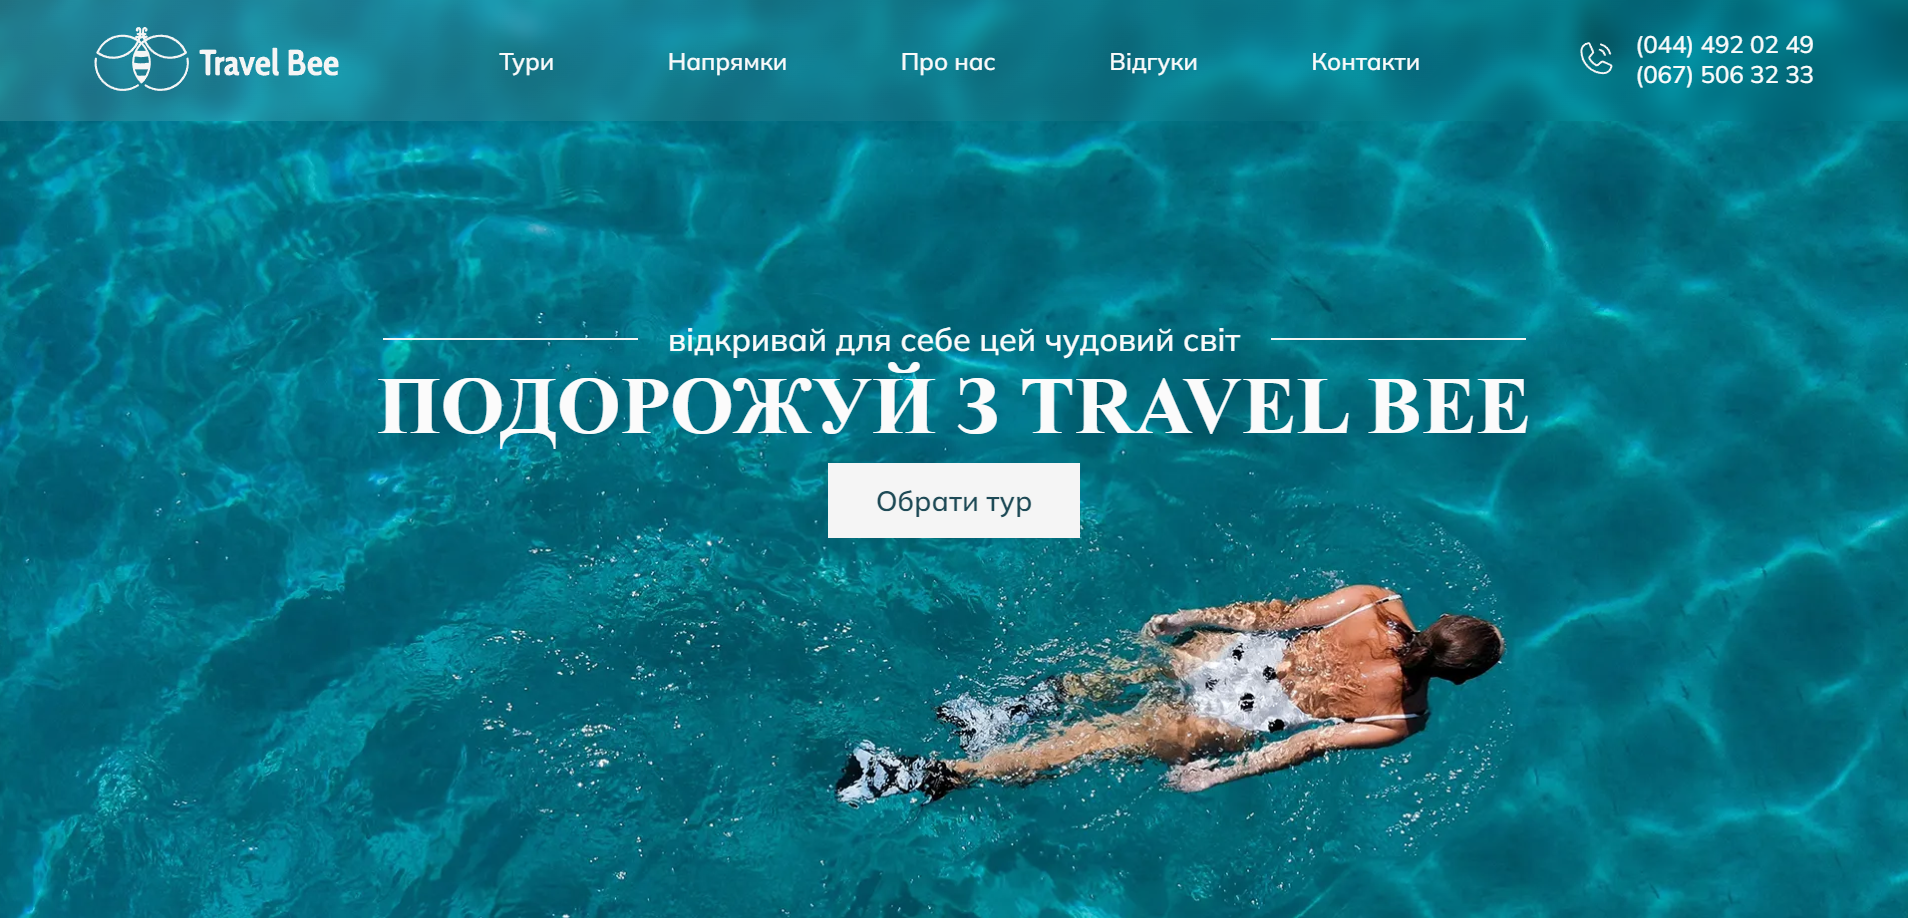 Travel Bee
Тури
Напрямки
Про нас
Відгуки
Контакти
(044) 492 02 49
(067) 506 32 33
відкривай для себе цей чудовий світ
ПОДОРОЖУЙ З TRAVEL BEE
Обрати тур